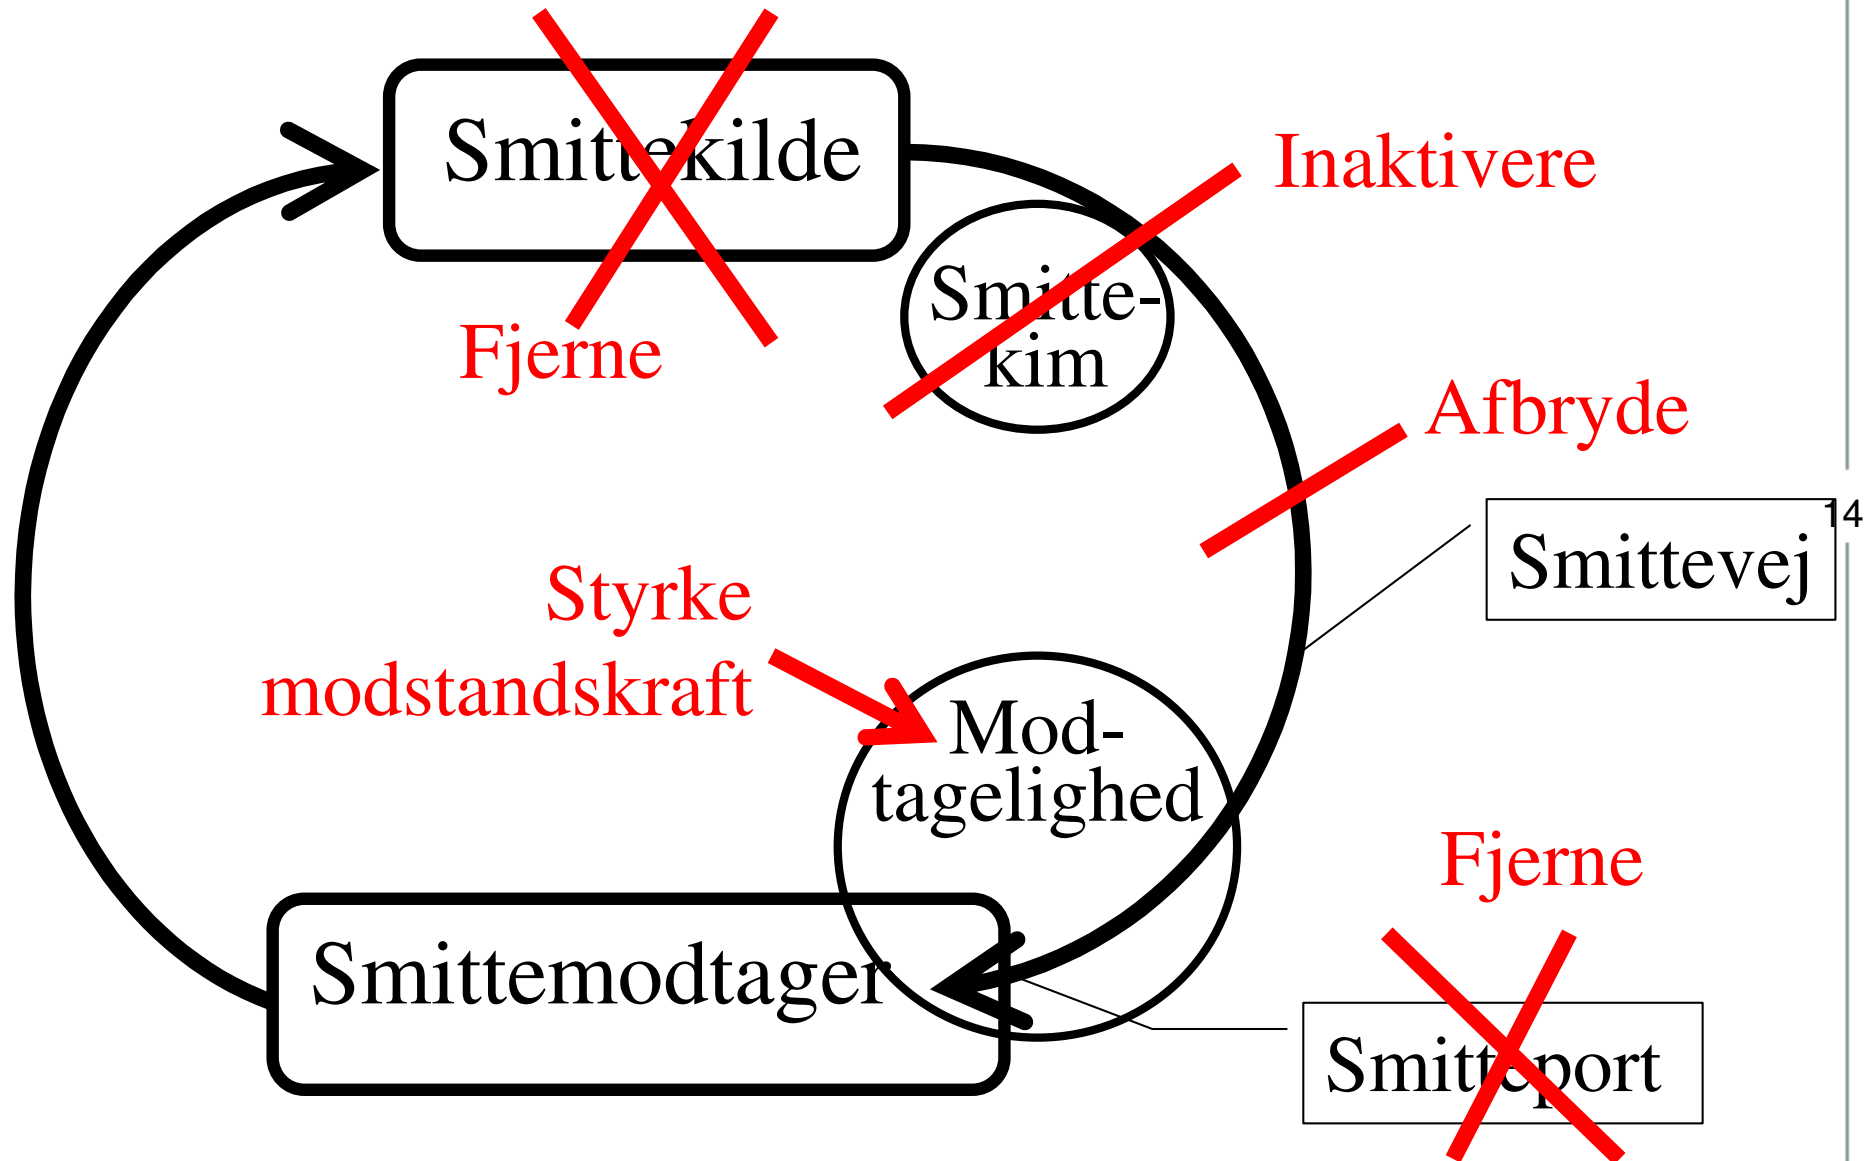 Smittekilde
Inaktivere
Smitte-
kim
Fjerne
Afbryde
14
Smittevej
Styrke
modstandskraft
Mod-
tagelighed
Fjerne
Smittemodtager
Smitteport